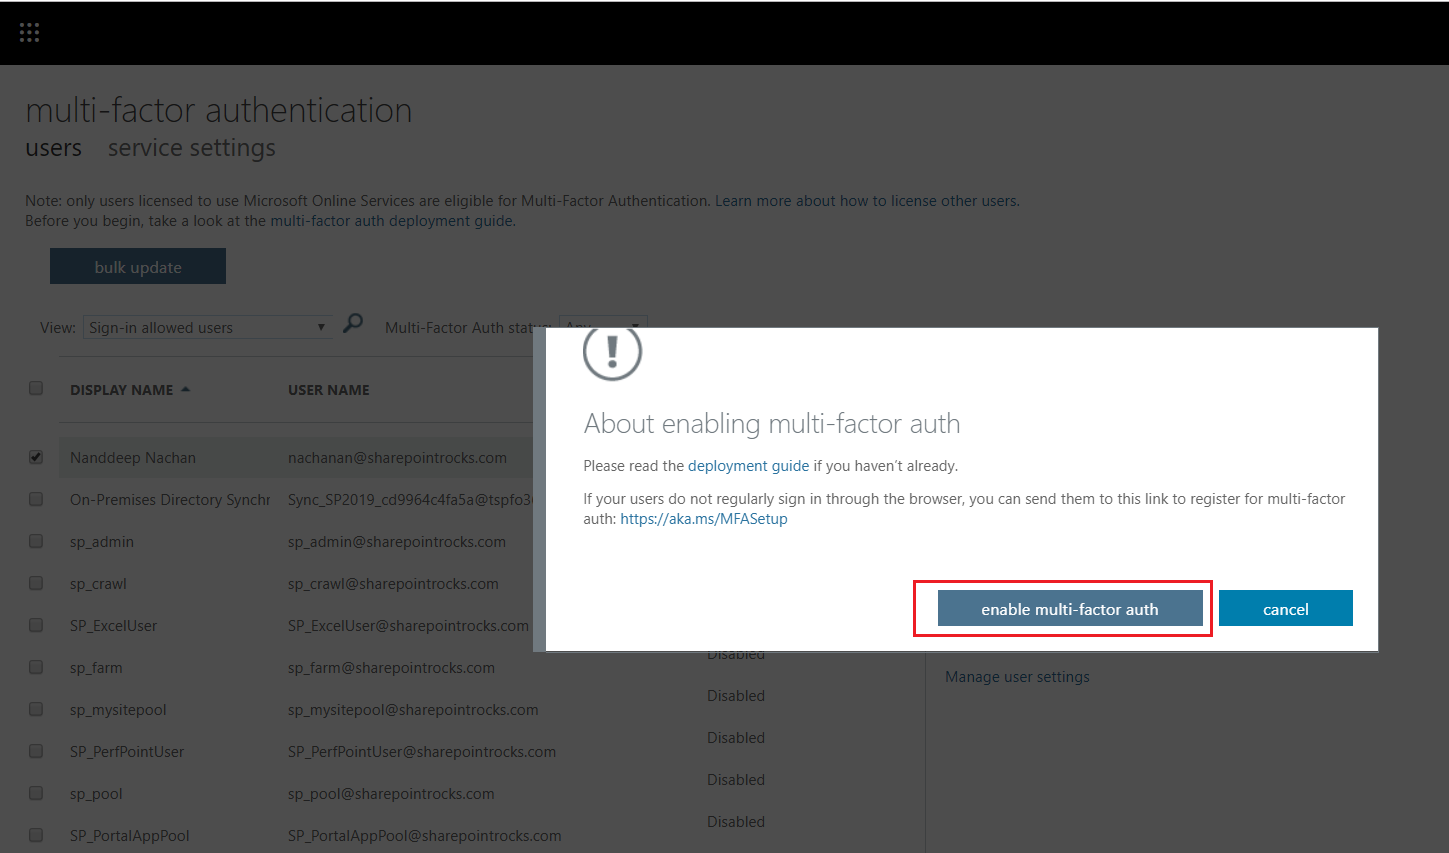 multi-factor authentication
users service settings
Note: only users licensed to use Microsoft Online Services are eligible for Multi-Factor Authentication. Learn more about how to license other users.
Before you begin, take a look at the multi-factor auth deployment guide.
bulk update
View: Sign-in allowed users Multi-Factor Auth status: Any
DISPLAY NAME USER NAME
Nanddeep Nachan nachanan@sharepointrocks.com
On-Premises Directory Synchr Sync_SP2019_cd9964c4fa5a@tspfo3
sp_admin sp_admin@sharepointrocks.com
sp_crawl sp_crawl@sharepointrocks.com
SP_ExcelUser SP_ExcelUser@sharepointrocks.com
sp_farm sp_farm@sharepointrocks.com Disabled
sp_mysitepool sp_mysitepool@sharepointrocks.com Disabled
SP_PerfPointUser SP_PerfPointUser@sharepointrocks.com Disabled
sp_pool sp_pool@sharepointrocks.com Disabled
SP_PortalAppPool SP_PortalAppPool@sharepointrocks.com Disabled
About enabling multi-factor auth
Please read the deployment guide if you haven’t already.
If your users do not regularly sign in through the browser, you can send them to this link to register for multi-factor
auth: https://aka.ms/MFASetup
enable multi-factor auth cancel
Manage user settings